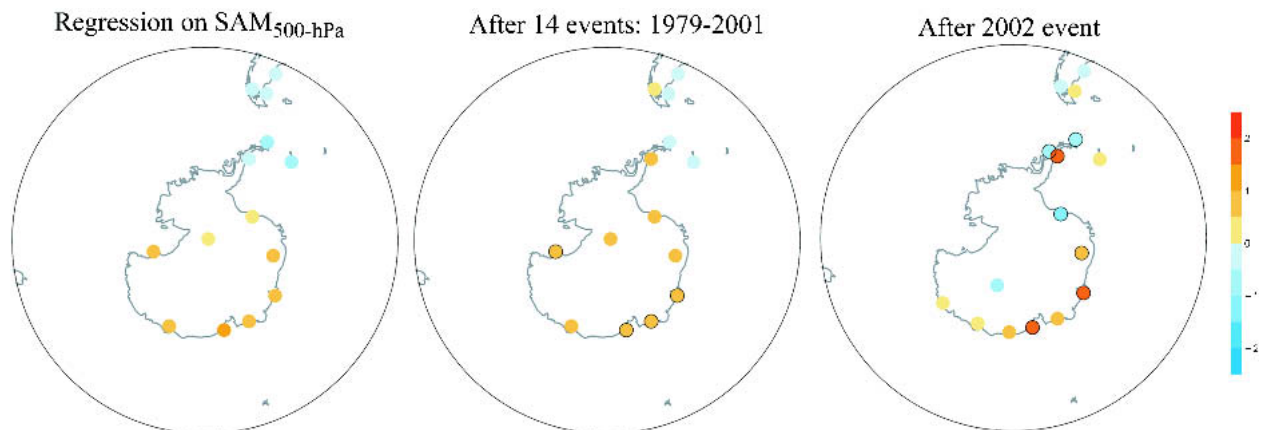 Regression on SAM500-hPa
After 14 events: 1979-2001
After 2002 event
2
1
0
−1
−2